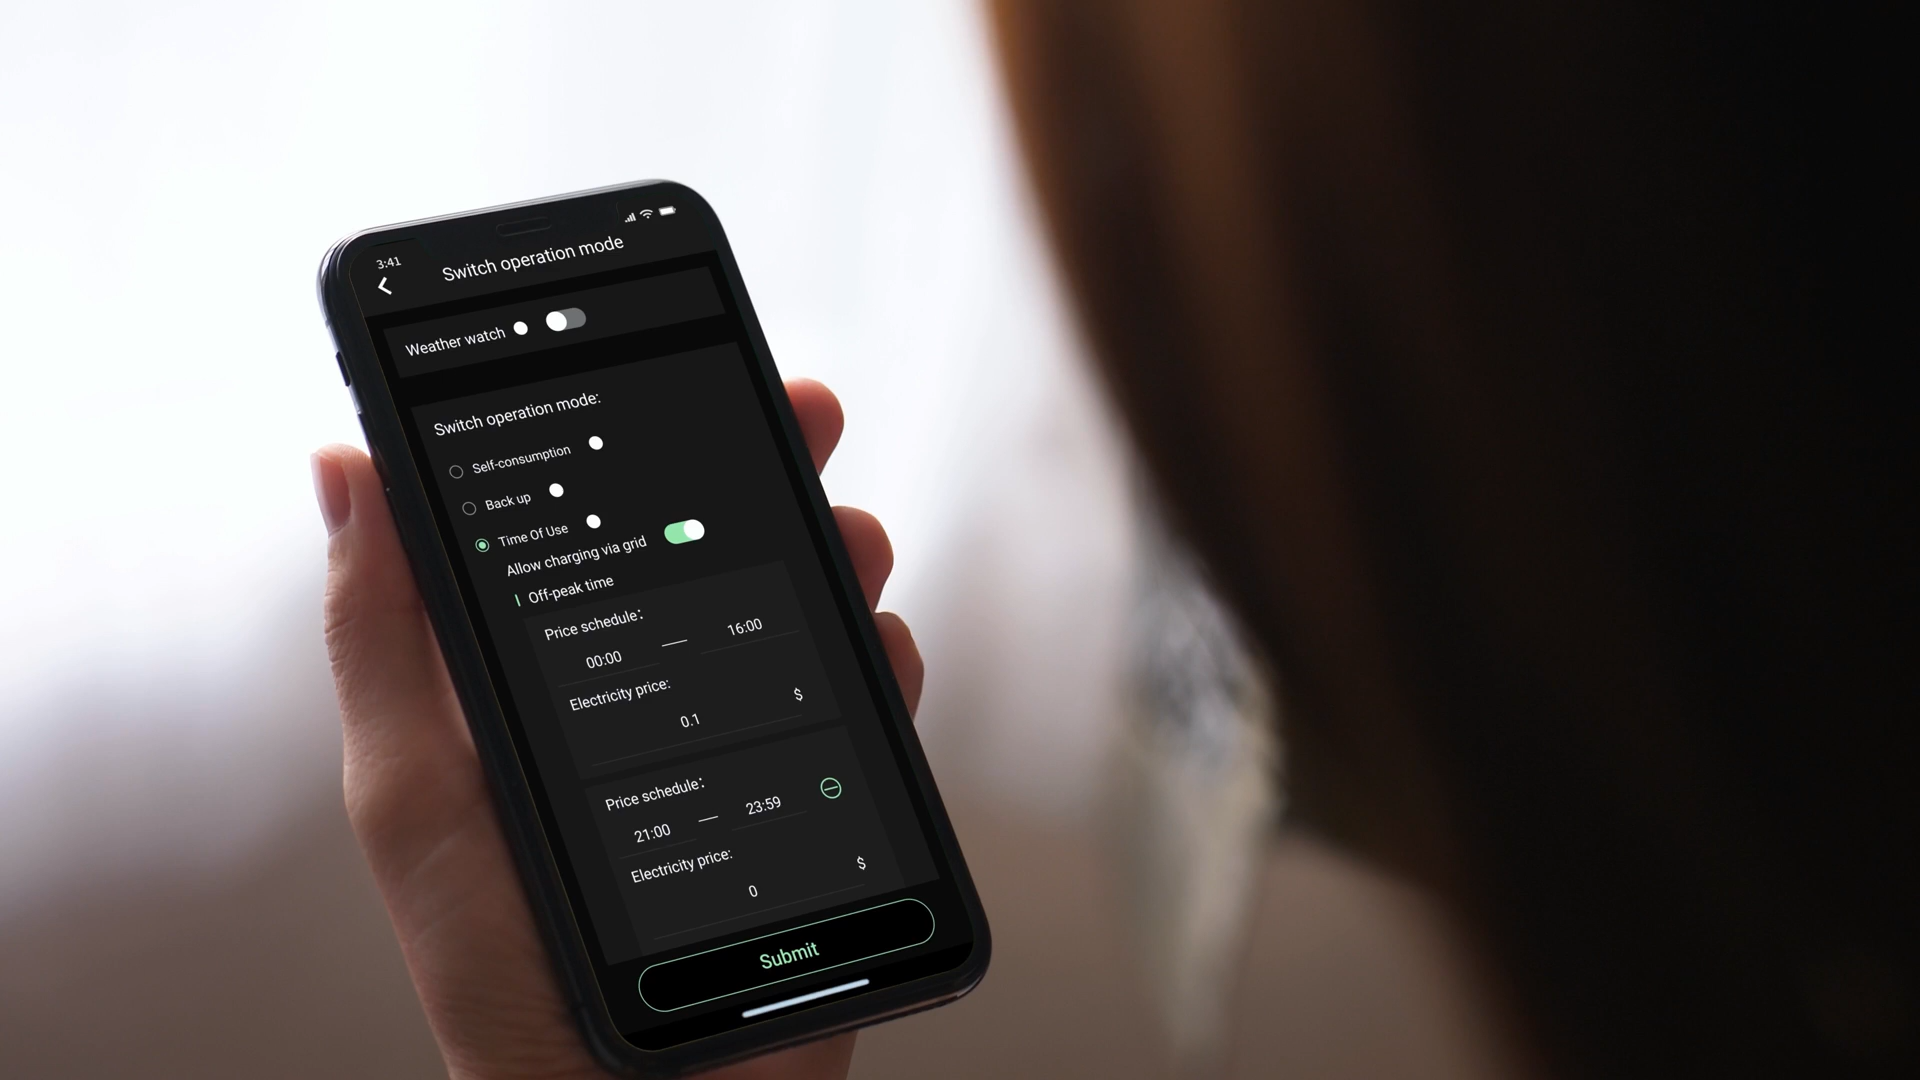 3:41
Switch operation mode
Weather watch
Switch operation mode:
Self-consumption
Back up
Time Of Use
Allow charging via grid
Off-peak time
Price schedule:
00:00 — 16:00
Electricity price:
0.1 $
Price schedule:
21:00 — 23:59
Electricity price:
0 $
Submit